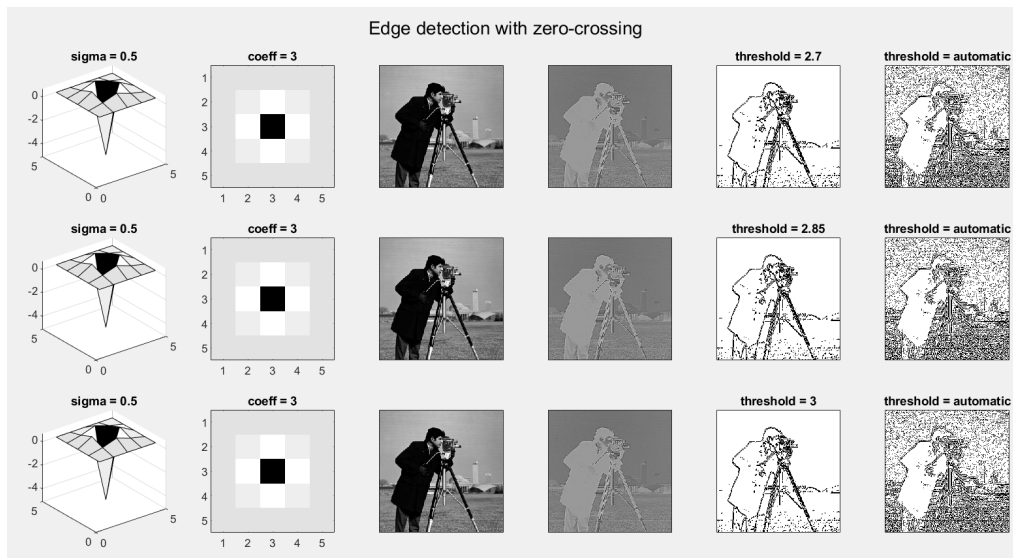 Edge detection with zero-crossing
sigma = 0.5
coeff = 3
threshold = 2.7
threshold = automatic
0
-2
-4
5
0 0
5
1
2
3
4
5
1 2 3 4 5
sigma = 0.5
coeff = 3
threshold = 2.85
threshold = automatic
0
-2
-4
5
0 0
5
1
2
3
4
5
1 2 3 4 5
sigma = 0.5
coeff = 3
threshold = 3
threshold = automatic
0
-2
-4
5
0 0
5
1
2
3
4
5
1 2 3 4 5